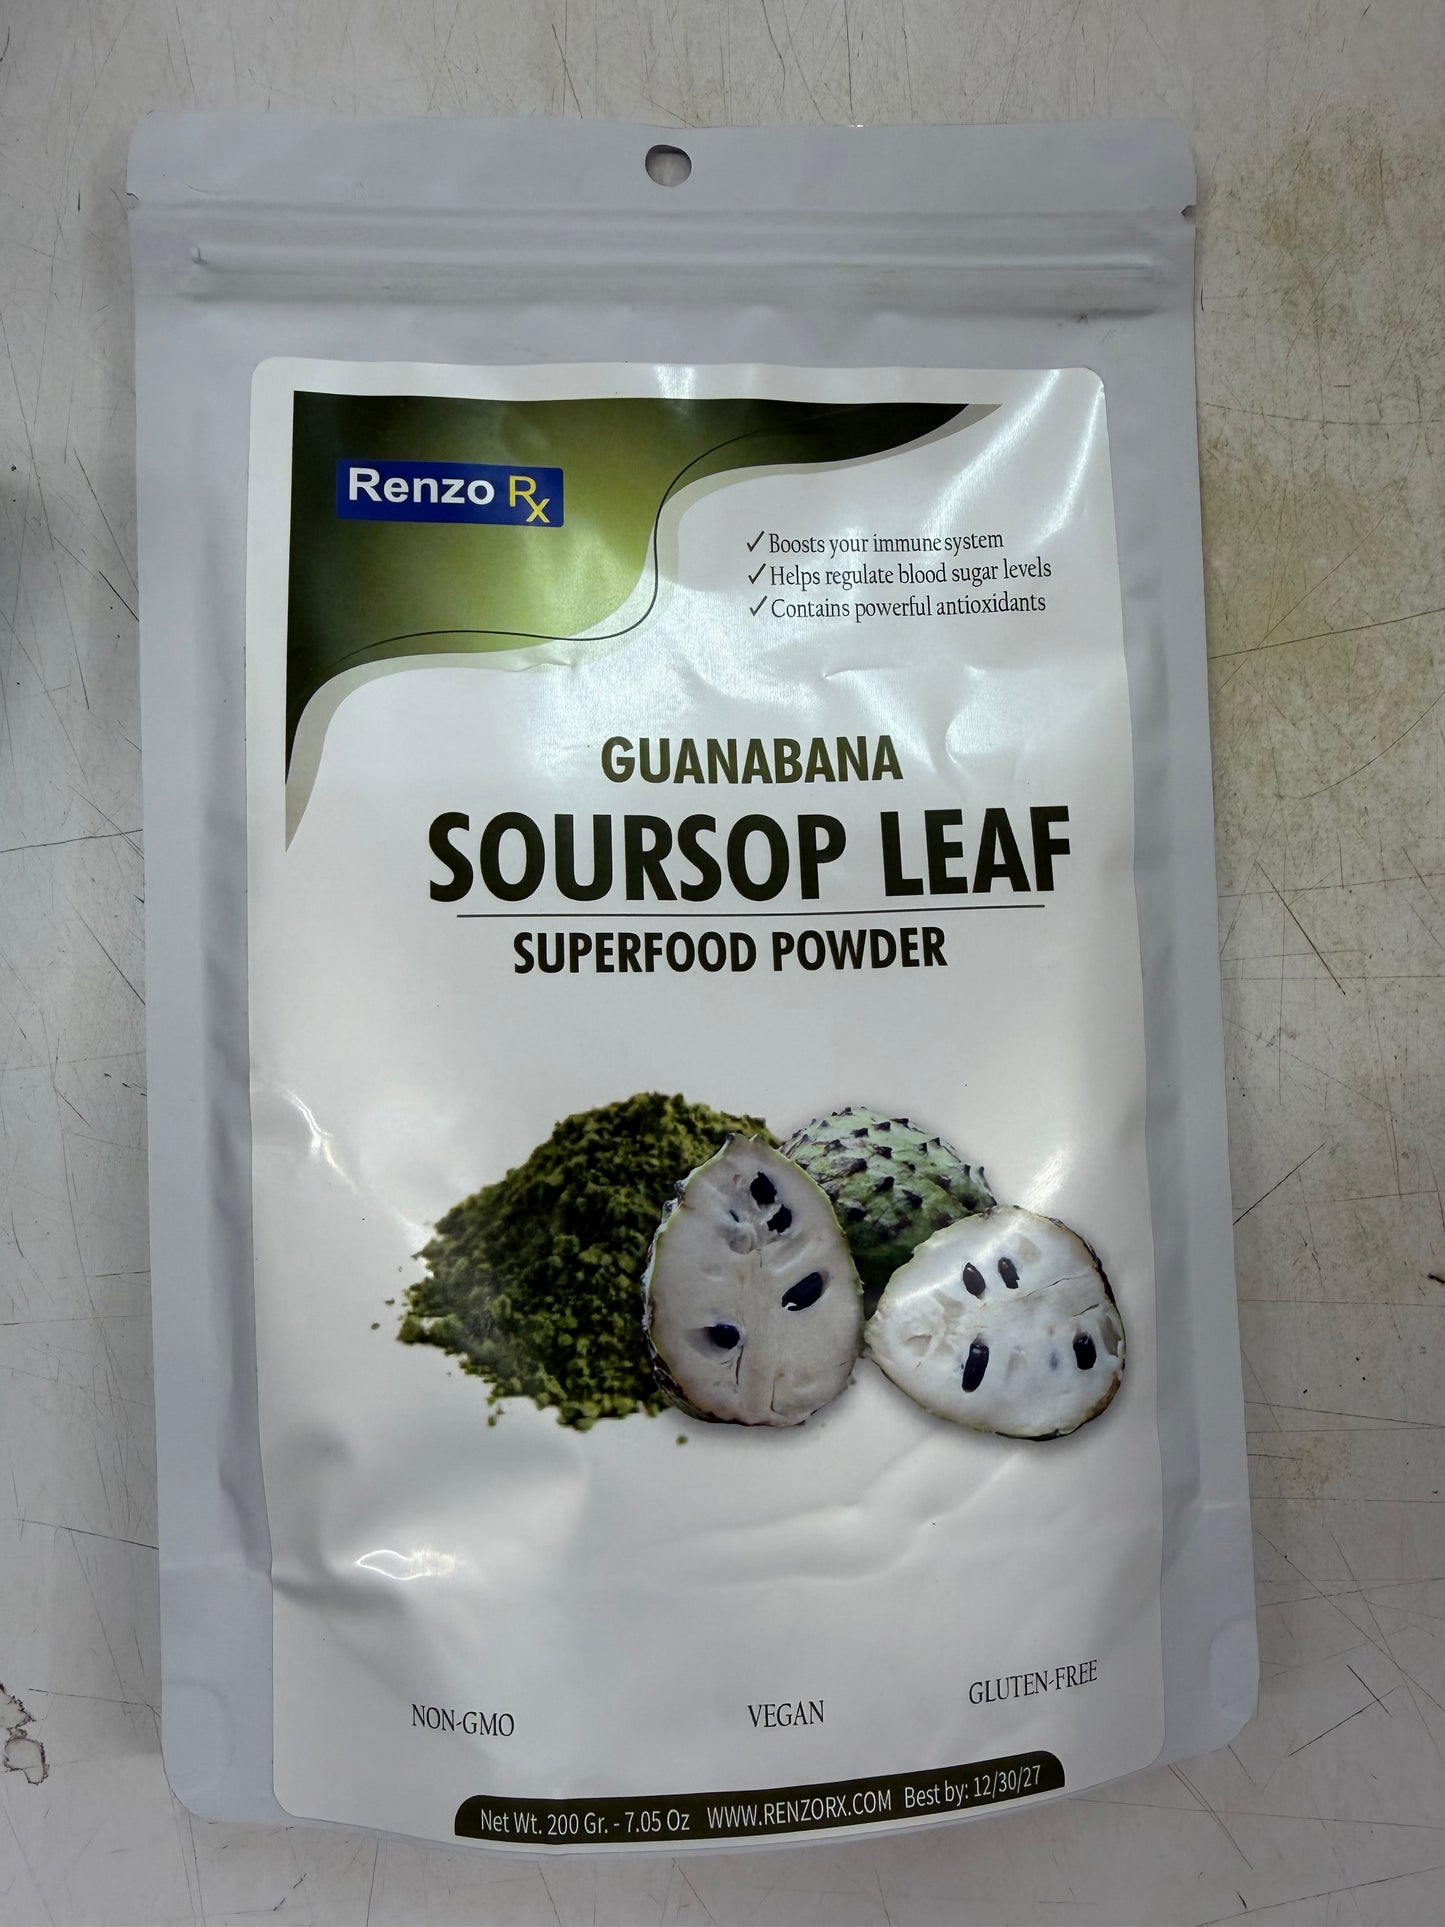 Renzo Rx
✓ Boosts your immune system
✓ Helps regulate blood sugar levels
✓ Contains powerful antioxidants
GUANABANA
SOURSOP LEAF
SUPERFOOD POWDER
NON-GMO VEGAN GLUTEN-FREE
Net Wt. 200 Gr. - 7.05 Oz WWW.RENZORX.COM Best by: 12/30/27